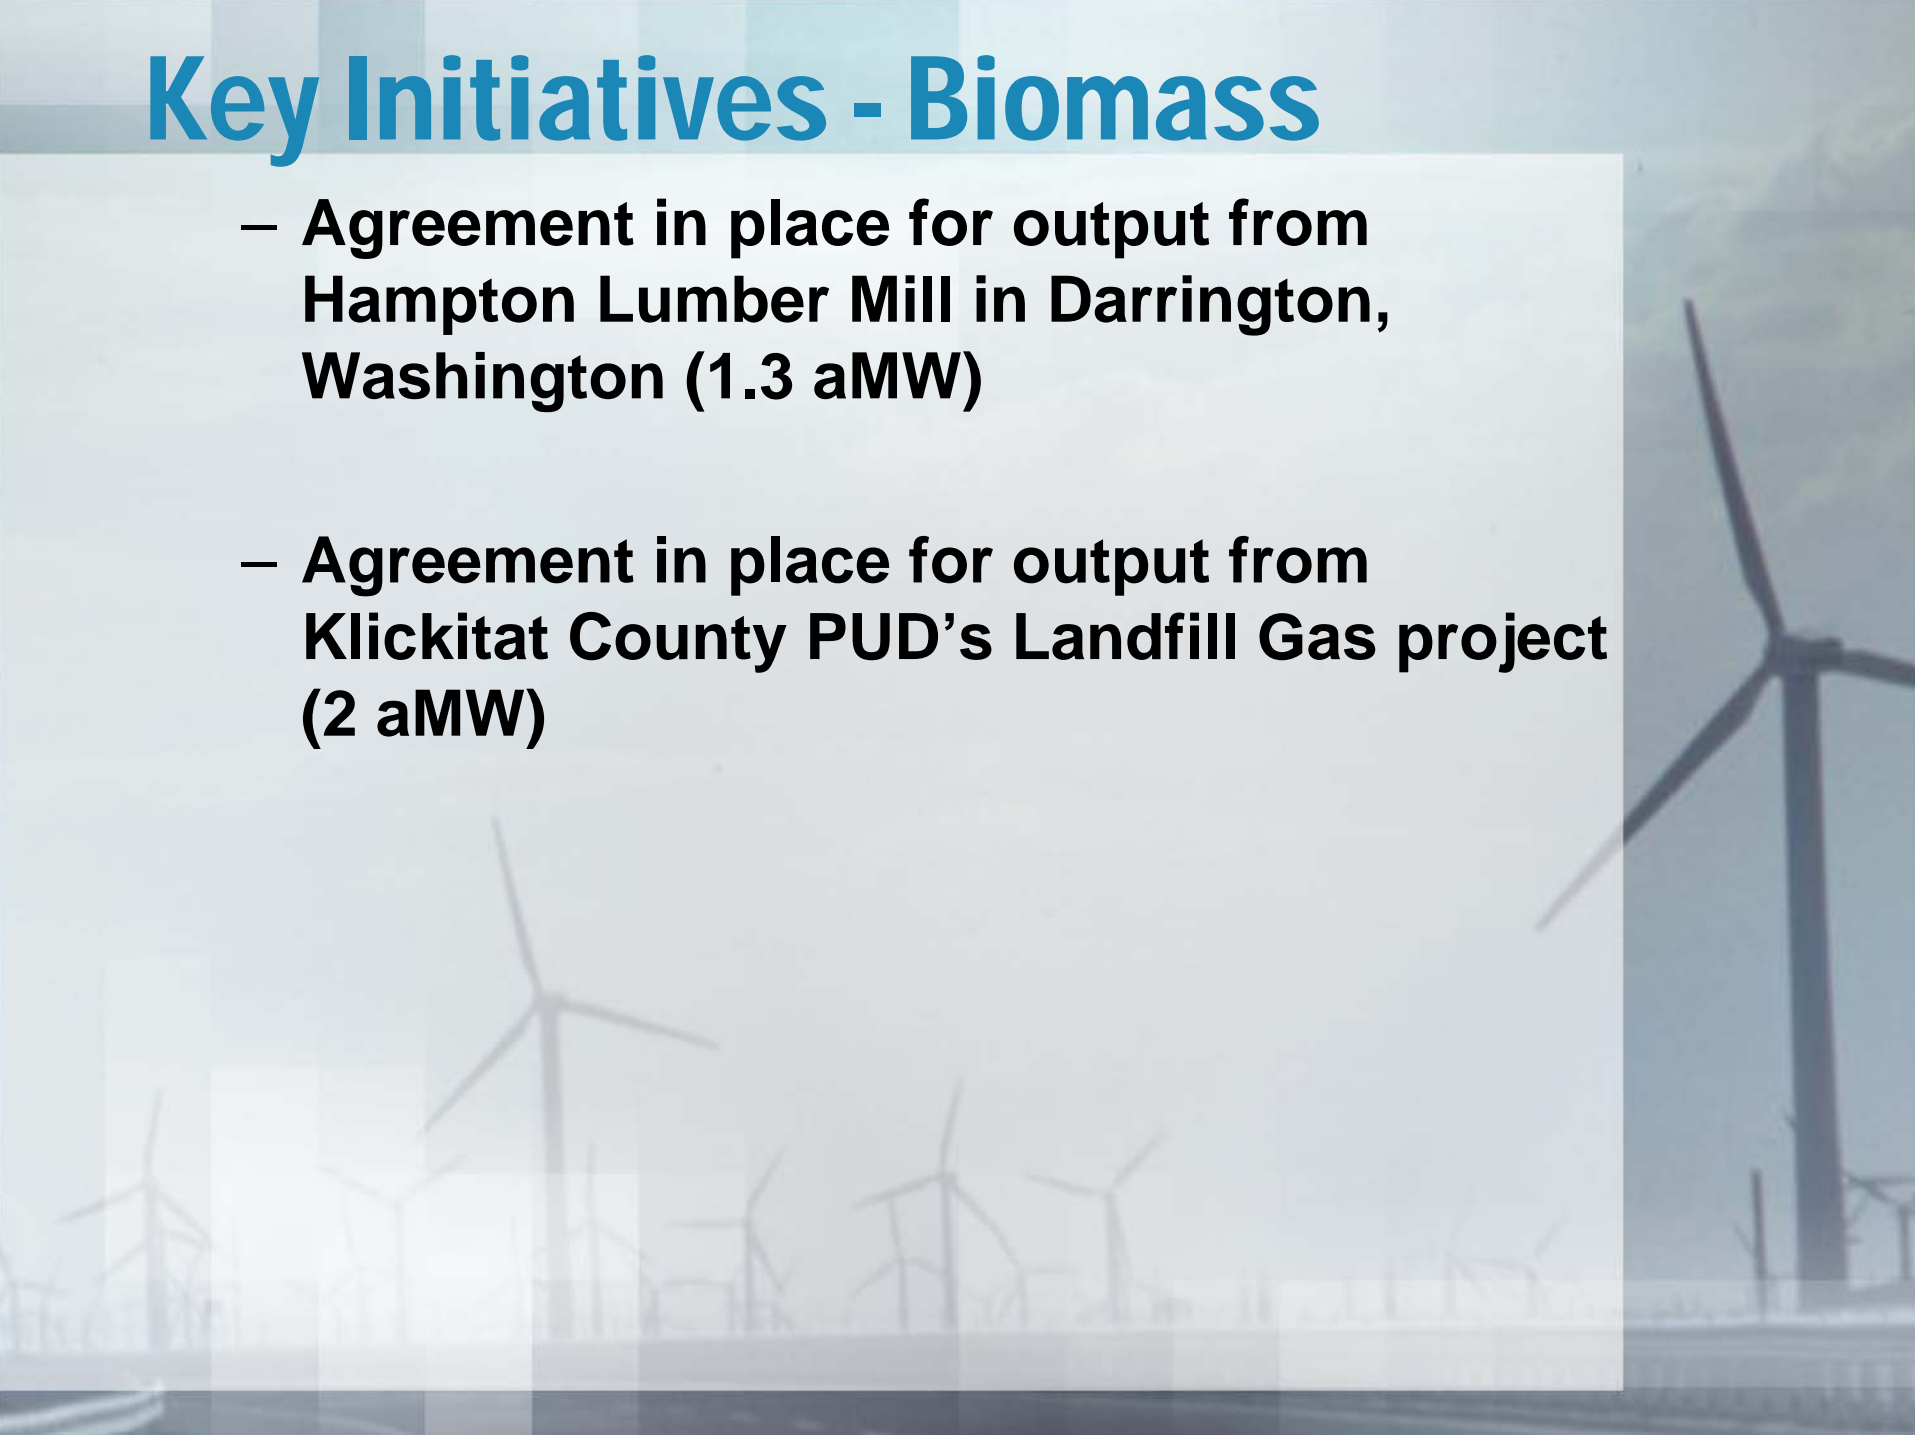 Key Initiatives - Biomass
– Agreement in place for output from
Hampton Lumber Mill in Darrington,
Washington (1.3 aMW)
– Agreement in place for output from
Klickitat County PUD’s Landfill Gas project
(2 aMW)